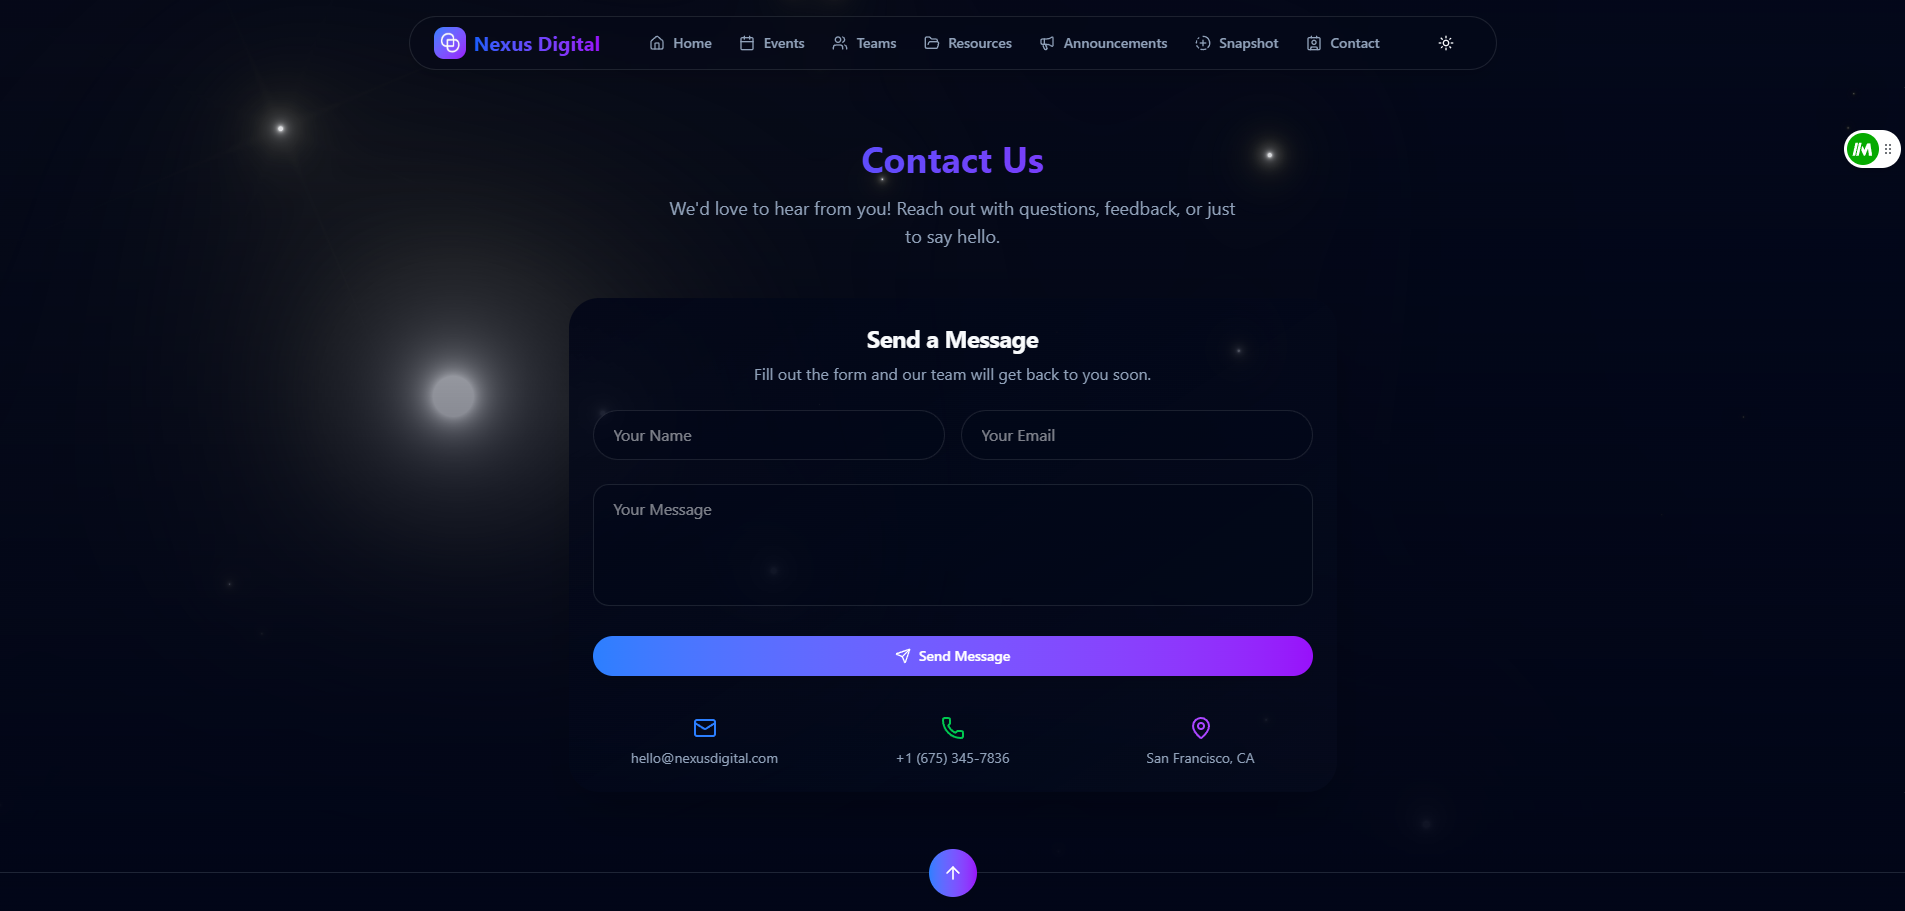 Nexus Digital
Home
Events
Teams
Resources
Announcements
Snapshot
Contact
Contact Us
We'd love to hear from you! Reach out with questions, feedback, or just
to say hello.
Send a Message
Fill out the form and our team will get back to you soon.
Your Name
Your Email
Your Message
Send Message
hello@nexusdigital.com
+1 (675) 345-7836
San Francisco, CA